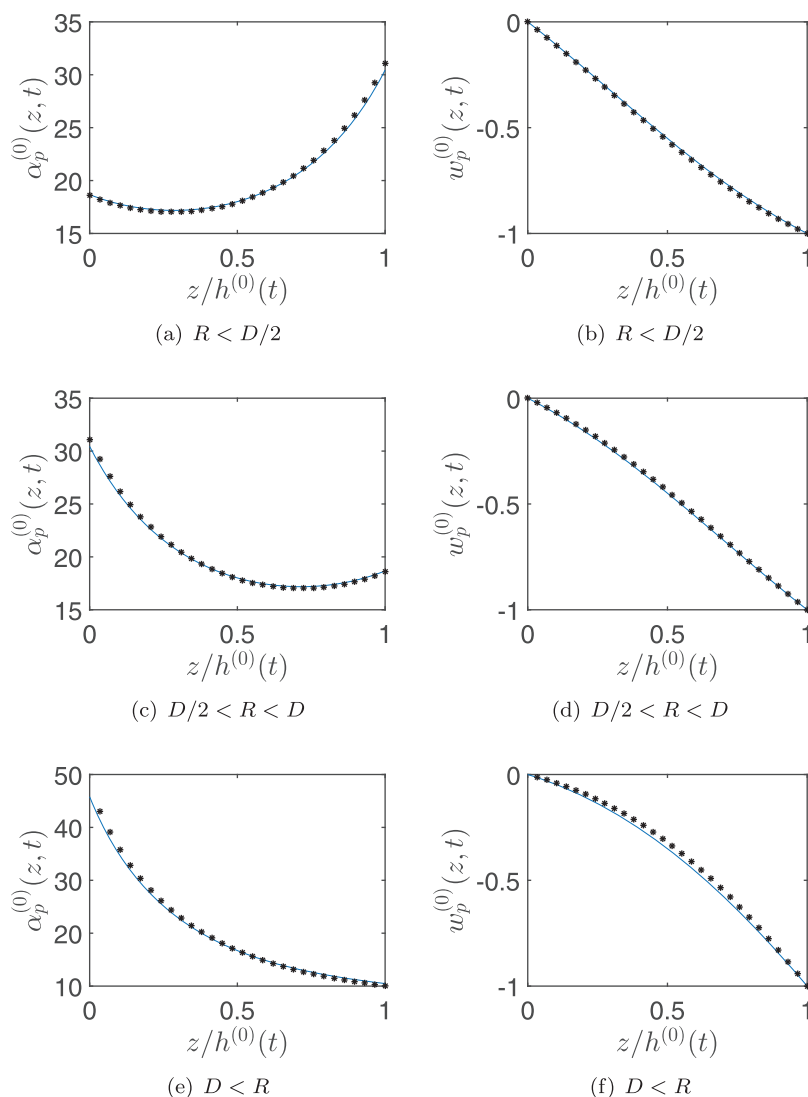 35
30
25
20
15
α_p^{(0)}(z, t)
0
0.5
1
z/h^{(0)}(t)
(a) R < D/2
0
-0.5
-1
w_p^{(0)}(z, t)
0
0.5
1
z/h^{(0)}(t)
(b) R < D/2
35
30
25
20
15
α_p^{(0)}(z, t)
0
0.5
1
z/h^{(0)}(t)
(c) D/2 < R < D
0
-0.5
-1
w_p^{(0)}(z, t)
0
0.5
1
z/h^{(0)}(t)
(d) D/2 < R < D
50
40
30
20
10
α_p^{(0)}(z, t)
0
0.5
1
z/h^{(0)}(t)
(e) D < R
0
-0.5
-1
w_p^{(0)}(z, t)
0
0.5
1
z/h^{(0)}(t)
(f) D < R